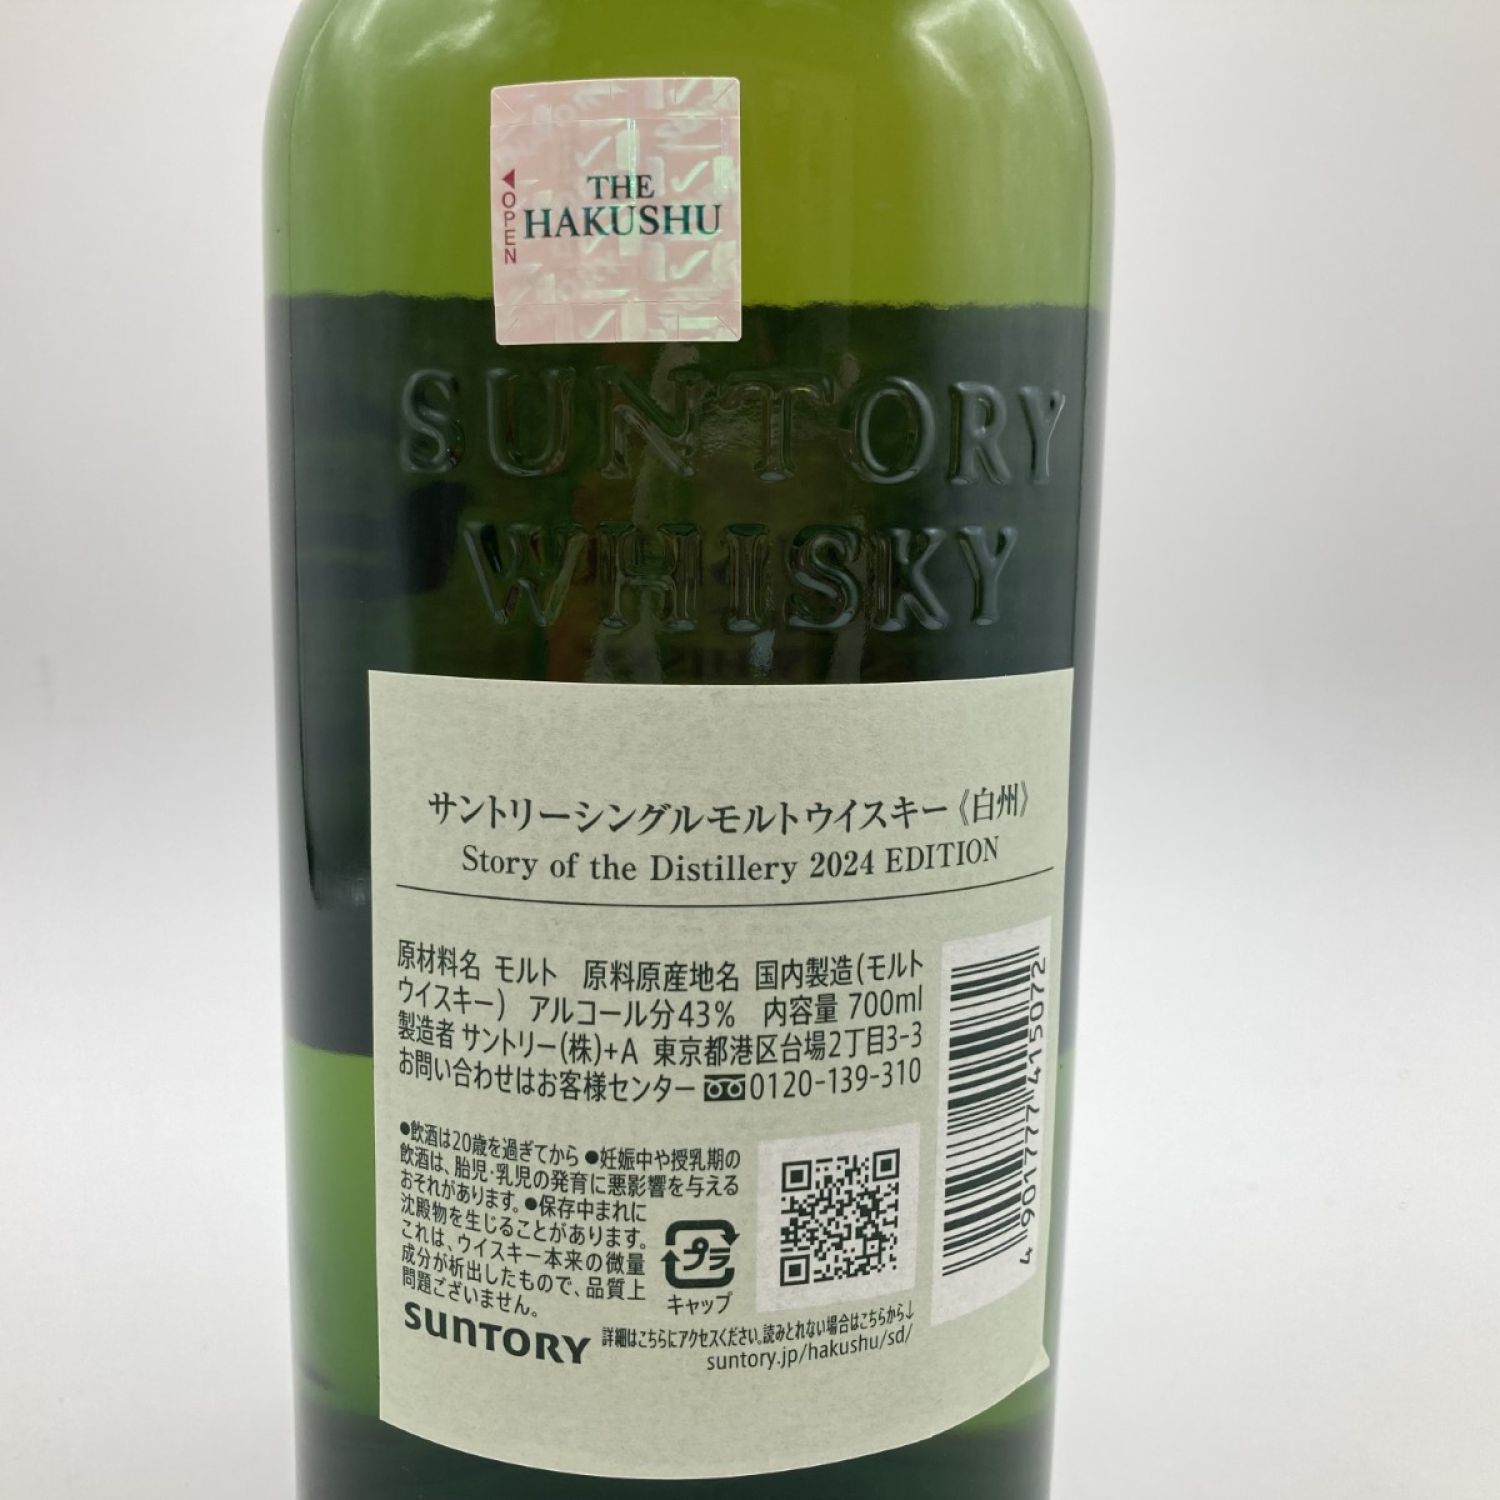 THE
HAKUSHU
◀OPEN
SUNTORY
WHISKY
サントリーシングルモルトウイスキー《白州》
Story of the Distillery 2024 EDITION
原材料名 モルト 原料原産地名 国内製造(モルト
ウイスキー) アルコール分43% 内容量 700ml
製造者 サントリー(株)+A 東京都港区台場2丁目3-3
お問い合わせはお客様センター 0120-139-310
●飲酒は20歳を過ぎてから ●妊娠中や授乳期の
飲酒は、胎児・乳児の発育に悪影響を与える
おそれがあります。●保存中まれに
沈殿物を生じることがあります。
これは、ウイスキー本来の微量
成分が析出したもので、品質上
問題ございません。
プラ
キャップ
SUNTORY
詳細はこちらにアクセスください。読みとれない場合はこちらから↓
suntory.jp/hakushu/sd/
4 901777 415072